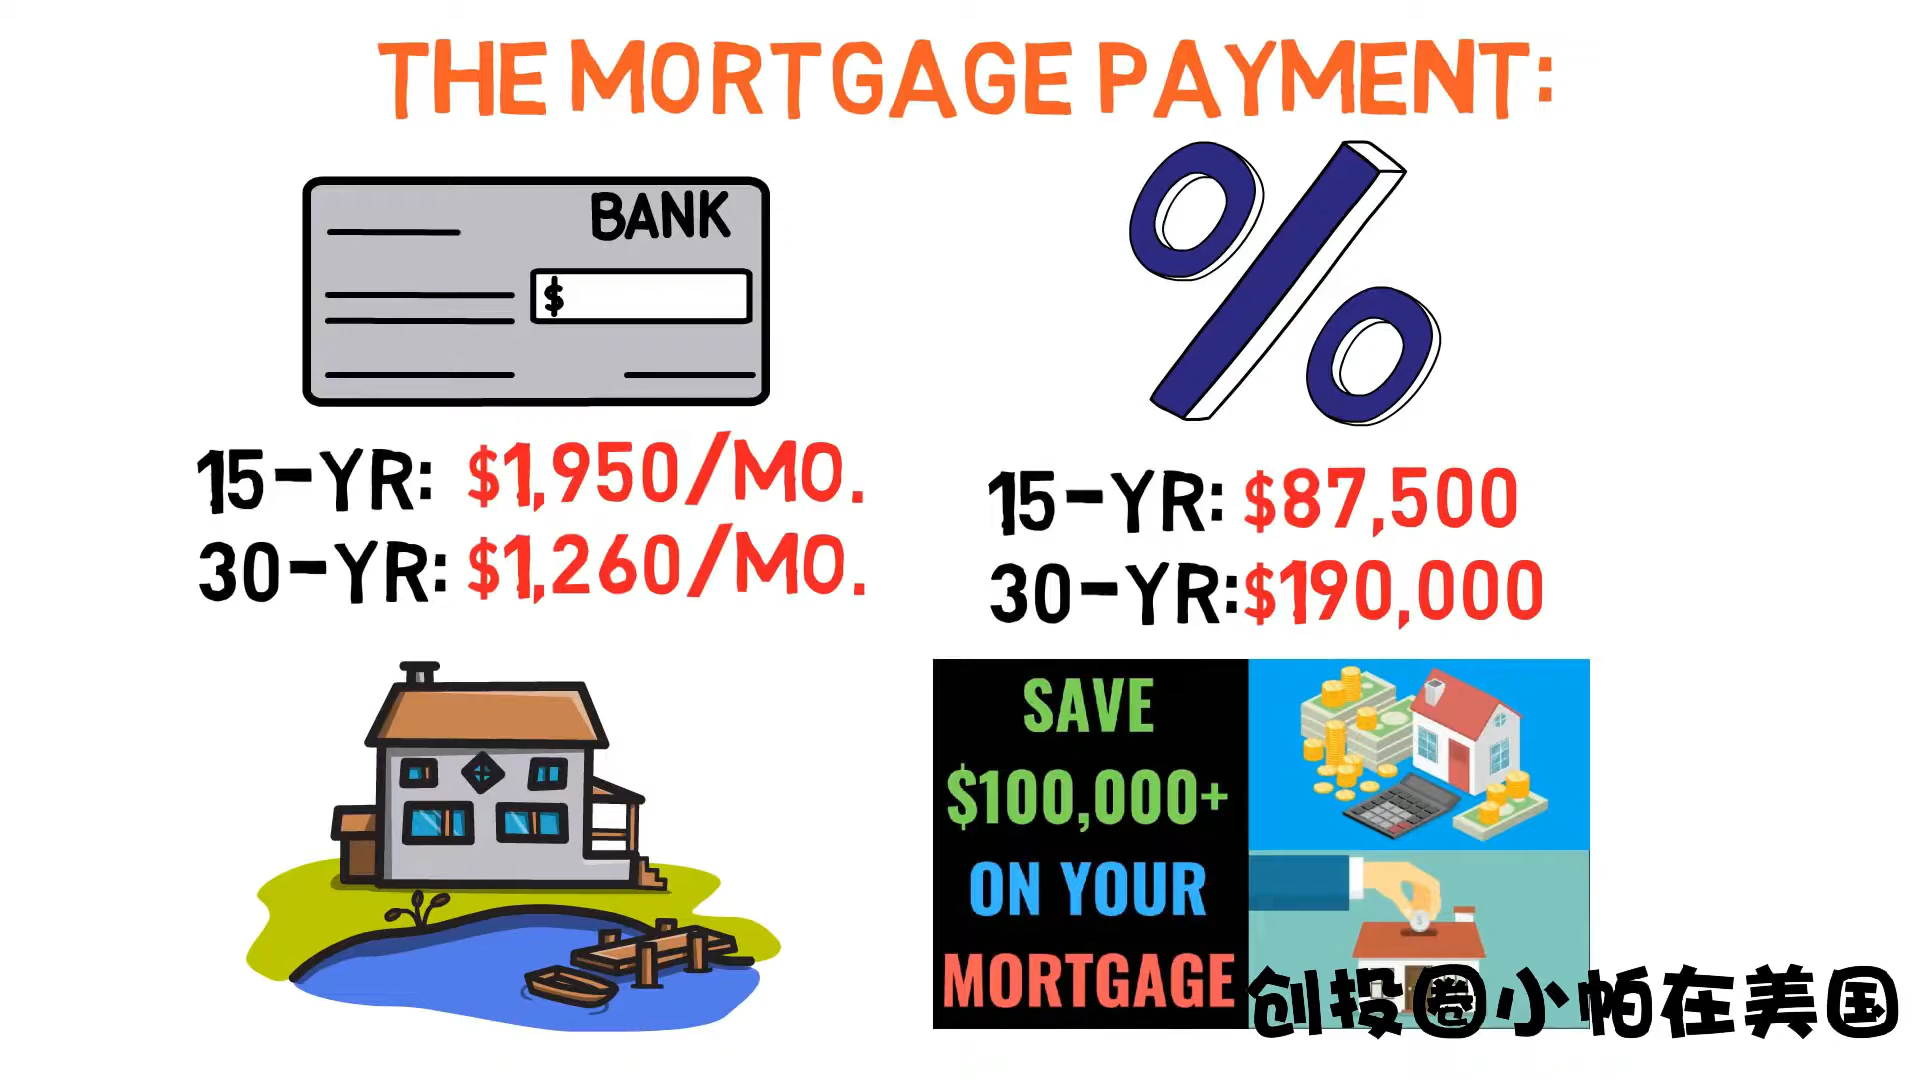 THE MORTGAGE PAYMENT:
BANK
$
%
15-YR: $1,950/MO.
30-YR: $1,260/MO.
15-YR: $87,500
30-YR: $190,000
SAVE
$100,000+
ON YOUR
MORTGAGE
创投圈小帕在美国